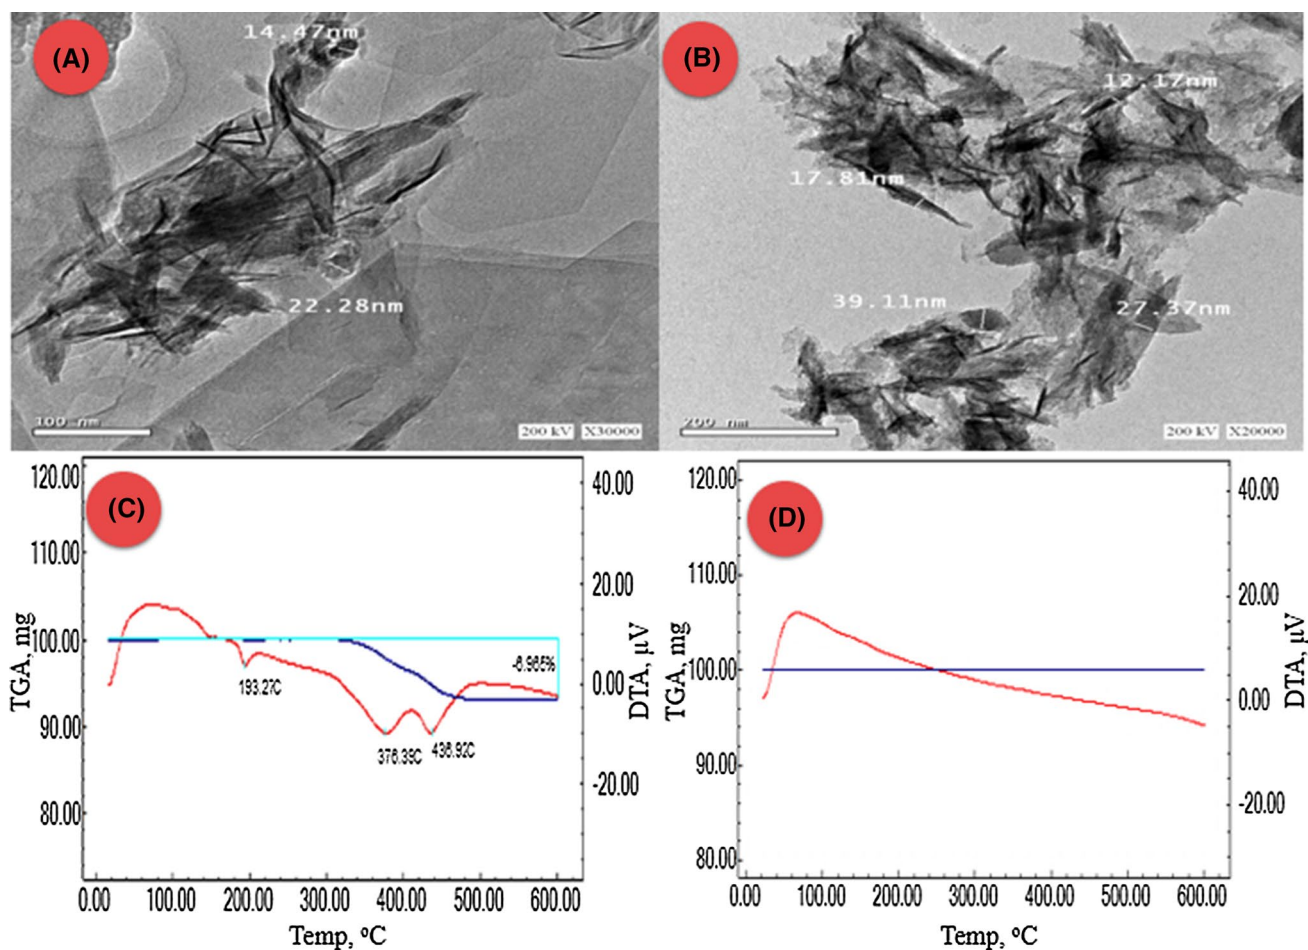 (A)
14.47nm
22.28nm
100 nm
200 kV X30000
(B)
12.17nm
17.81nm
39.11nm
27.37nm
200 nm
200 kV X20000
(C)
120.00
110.00
100.00
90.00
80.00
TGA, mg
40.00
20.00
0.00
-20.00
DTA, µV
-6.965%
193.27C
376.39C
436.92C
0.00 100.00 200.00 300.00 400.00 500.00 600.00
Temp, °C
(D)
120.00
110.00
100.00
90.00
80.00
TGA, mg
40.00
20.00
0.00
-20.00
DTA, µV
0.00 100.00 200.00 300.00 400.00 500.00 600.00
Temp, °C